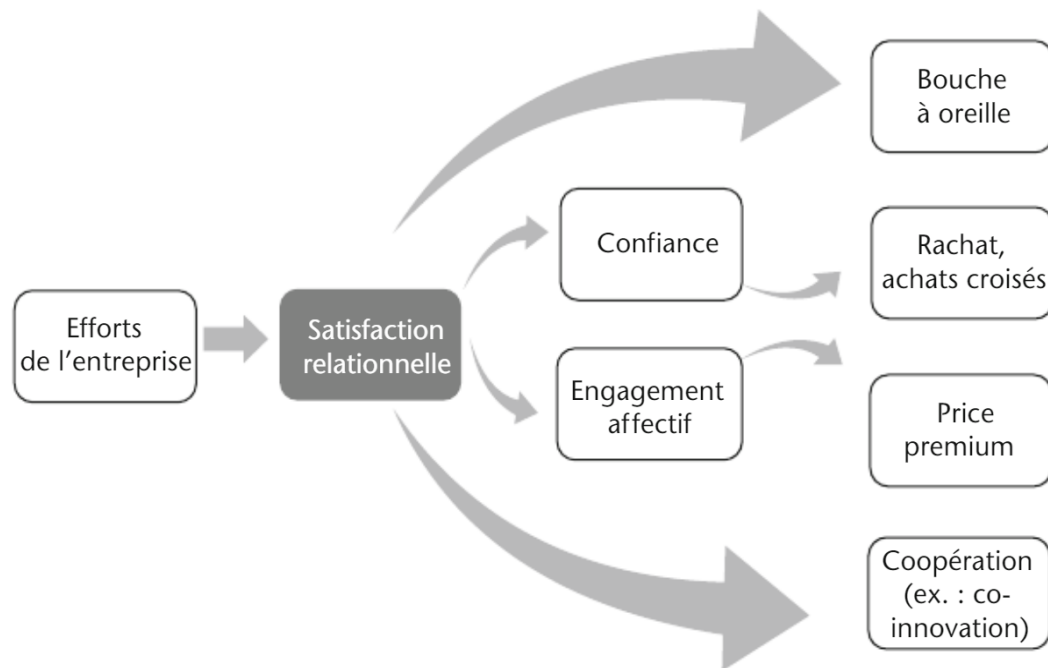 Efforts
de l’entreprise
Satisfaction
relationnelle
Confiance
Engagement
affectif
Bouche
à oreille
Rachat,
achats croisés
Price
premium
Coopération
(ex. : co-
innovation)